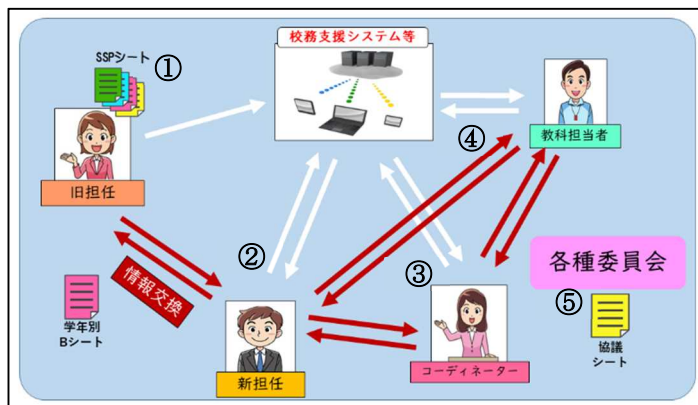 校務支援システム等
SSPシート
①
旧担任
④
教科担当者
②
情報交換
学年別
Bシート
③
各種委員会
⑤
協議
シート
新担任
コーディネーター